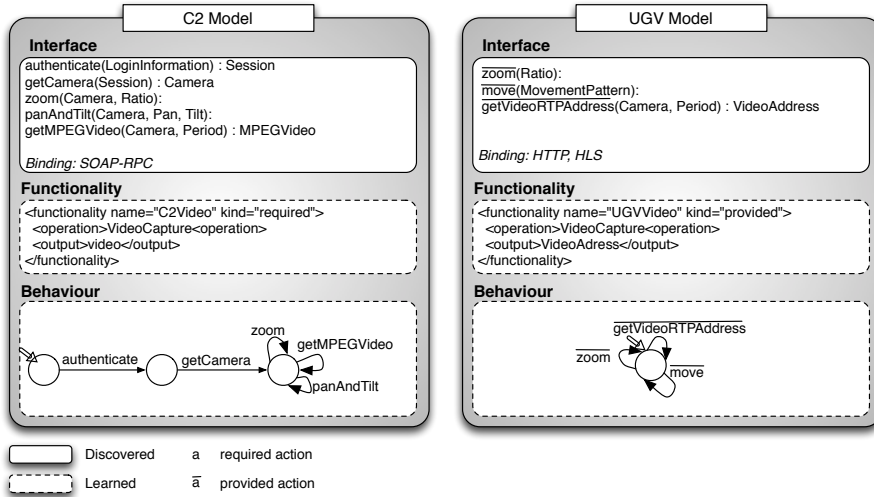 C2 Model
Interface
authenticate(LoginInformation) : Session
getCamera(Session) : Camera
zoom(Camera, Ratio):
panAndTilt(Camera, Pan, Tilt):
getMPEGVideo(Camera, Period) : MPEGVideo
Binding: SOAP-RPC
Functionality
<functionality name="C2Video" kind="required">
<operation>VideoCapture<operation>
<output>video</output>
</functionality>
Behaviour
authenticate
getCamera
zoom
getMPEGVideo
panAndTilt
UGV Model
Interface
zoom(Ratio):
move(MovementPattern):
getVideoRTPAddress(Camera, Period) : VideoAddress
Binding: HTTP, HLS
Functionality
<functionality name="UGVVideo" kind="provided">
<operation>VideoCapture<operation>
<output>VideoAdress</output>
</functionality>
Behaviour
getVideoRTPAddress
zoom
move
Discovered a required action
Learned a provided action